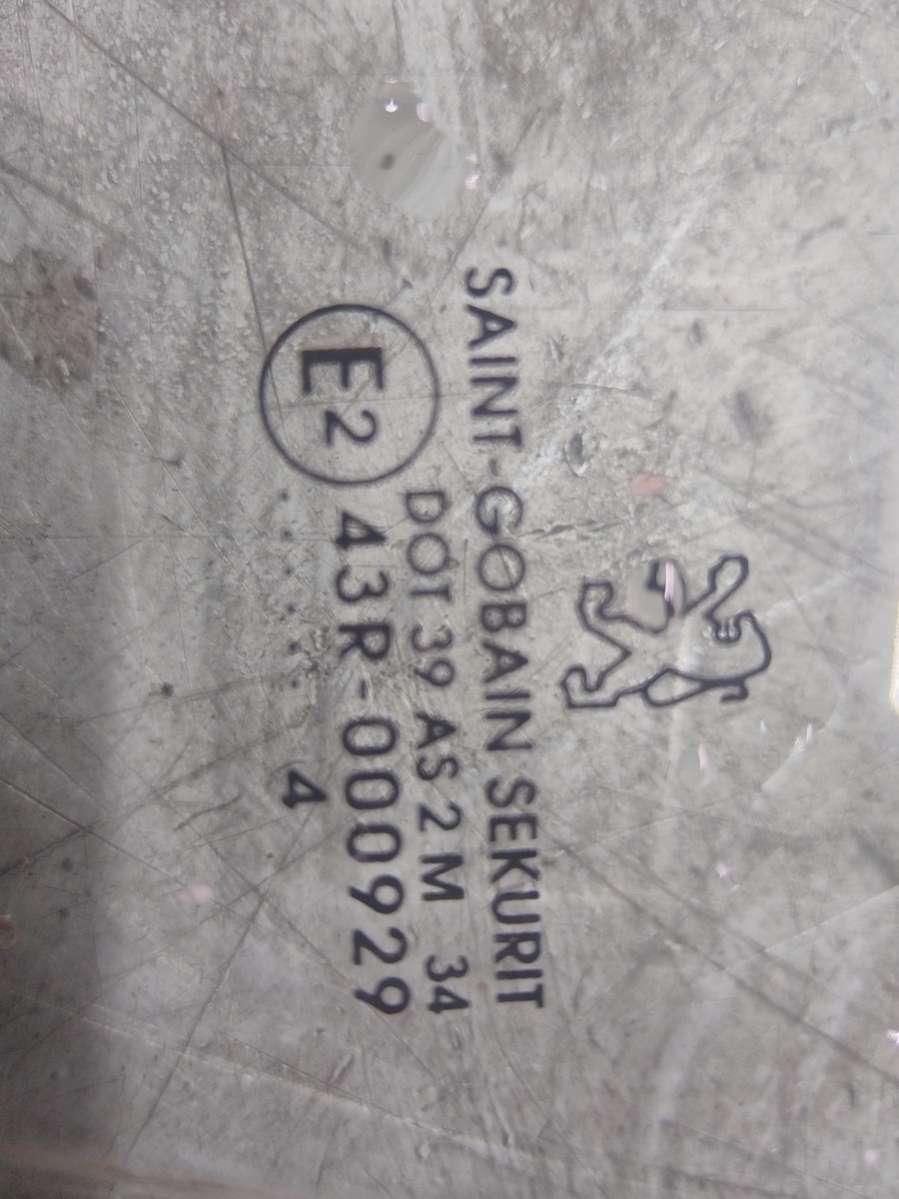 SAINT-GOBAIN SEKURIT
DOT 39 AS 2 M 34
E2 43R-000929
4